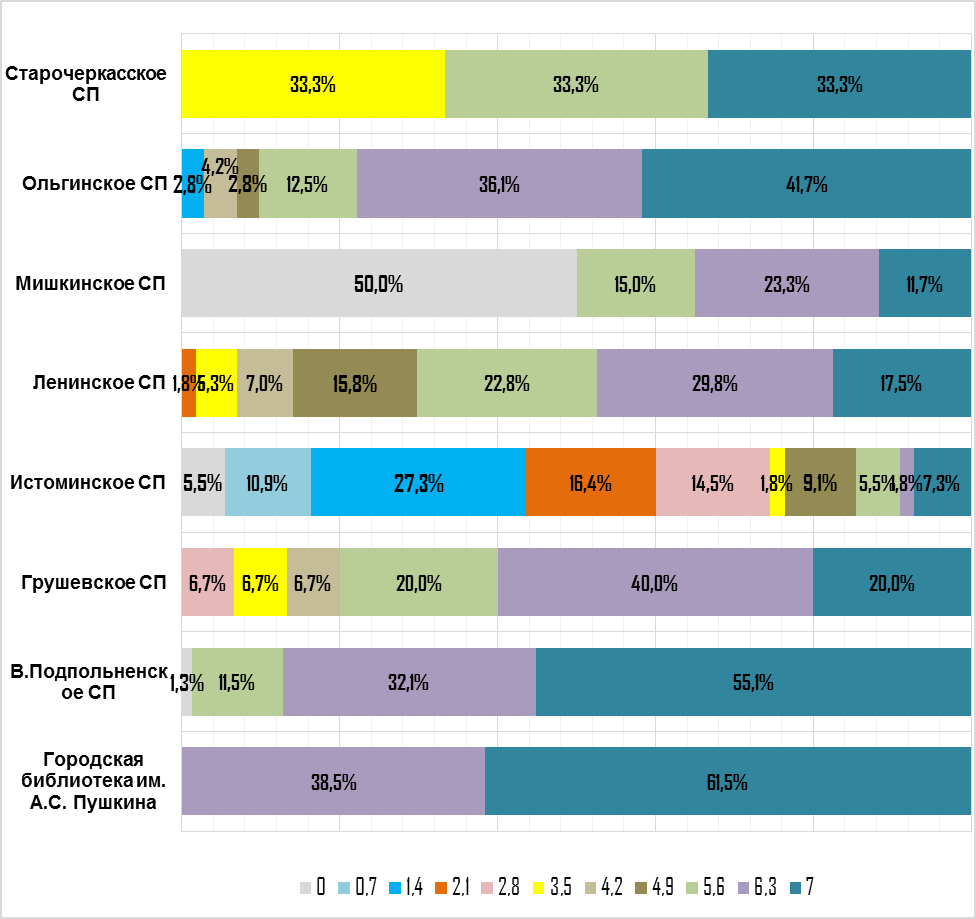 Старочеркасское
СП
33,3% 33,3% 33,3%
Ольгинское СП
2,8% 4,2% 2,8% 12,5% 36,1% 41,7%
Мишкинское СП
50,0% 15,0% 23,3% 11,7%
Ленинское СП
1,8% 5,3% 7,0% 15,8% 22,8% 29,8% 17,5%
Истоминское СП
5,5% 10,9% 27,3% 16,4% 14,5% 1,8% 9,1% 5,5% 1,8% 7,3%
Грушевское СП
6,7% 6,7% 6,7% 20,0% 40,0% 20,0%
В.Подпольненск
ое СП
1,3% 11,5% 32,1% 55,1%
Городская
библиотека им.
А.С. Пушкина
38,5% 61,5%
0 0,7 1,4 2,1 2,8 3,5 4,2 4,9 5,6 6,3 7